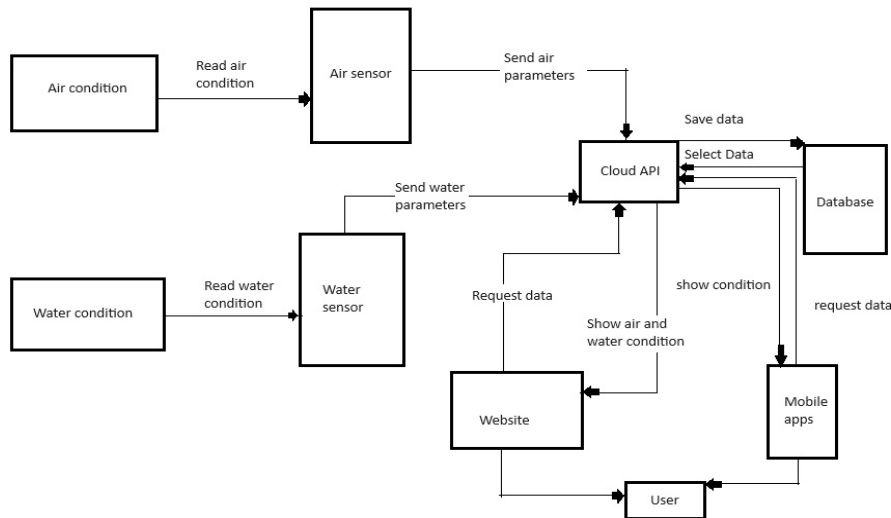 Air condition
Read air
condition
Air sensor
Send air
parameters
Save data
Select Data
Cloud API
Database
Send water
parameters
Water condition
Read water
condition
Water
sensor
Request data
Show air and
water condition
show condition
request data
Website
Mobile
apps
User